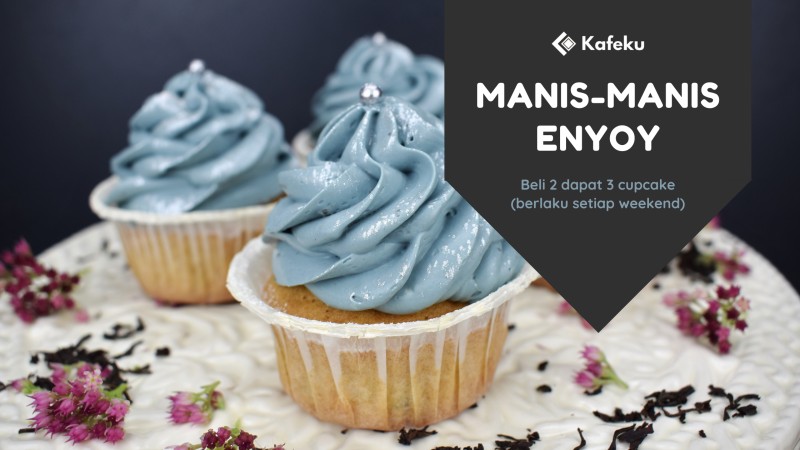 Kafeku
MANIS-MANIS
ENYOY
Beli 2 dapat 3 cupcake
(berlaku setiap weekend)